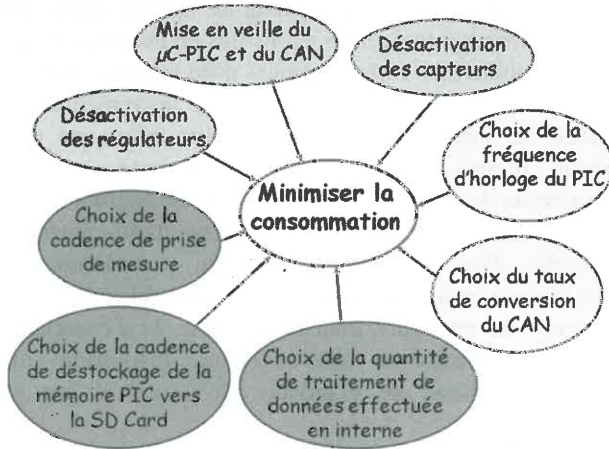 Mise en veille du
µC-PIC et du CAN
Désactivation
des capteurs
Désactivation
des régulateurs
Choix de la
fréquence
d'horloge du PIC
Minimiser la
consommation
Choix de la
cadence de prise
de mesure
Choix du taux
de conversion
du CAN
Choix de la cadence
de déstockage de la
mémoire PIC vers
la SD Card
Choix de la quantité
de traitement de
données effectuée
en interne